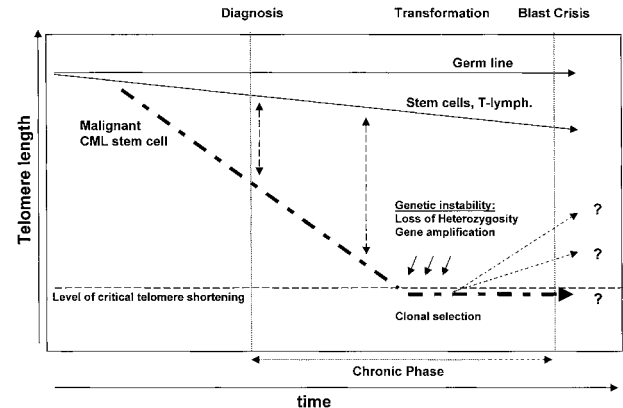 Diagnosis
Transformation
Blast Crisis
Germ line
Stem cells, T-lymph.
Malignant
CML stem cell
Telomere length
Genetic instability:
Loss of Heterozygosity
Gene amplification
?
?
?
Level of critical telomere shortening
Clonal selection
Chronic Phase
time